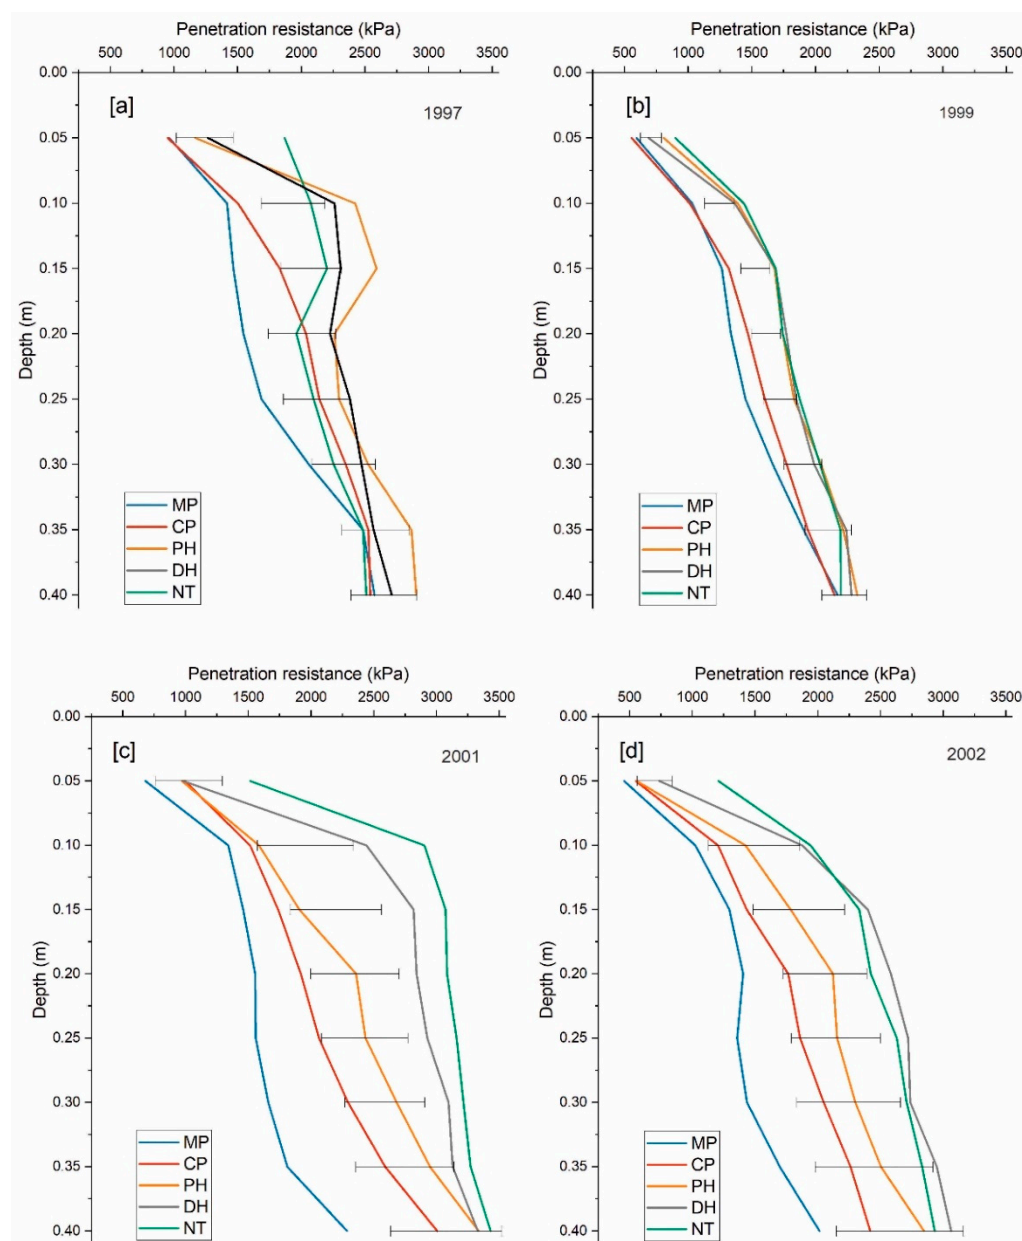 Penetration resistance (kPa)
500 1000 1500 2000 2500 3000 3500
0.00
0.05
0.10
0.15
0.20
0.25
0.30
0.35
0.40
Depth (m)
[a]
1997
MP
CP
PH
DH
NT
Penetration resistance (kPa)
500 1000 1500 2000 2500 3000 3500
0.00
0.05
0.10
0.15
0.20
0.25
0.30
0.35
0.40
Depth (m)
[b]
1999
MP
CP
PH
DH
NT
Penetration resistance (kPa)
500 1000 1500 2000 2500 3000 3500
0.00
0.05
0.10
0.15
0.20
0.25
0.30
0.35
0.40
Depth (m)
[c]
2001
MP
CP
PH
DH
NT
Penetration resistance (kPa)
500 1000 1500 2000 2500 3000 3500
0.00
0.05
0.10
0.15
0.20
0.25
0.30
0.35
0.40
Depth (m)
[d]
2002
MP
CP
PH
DH
NT